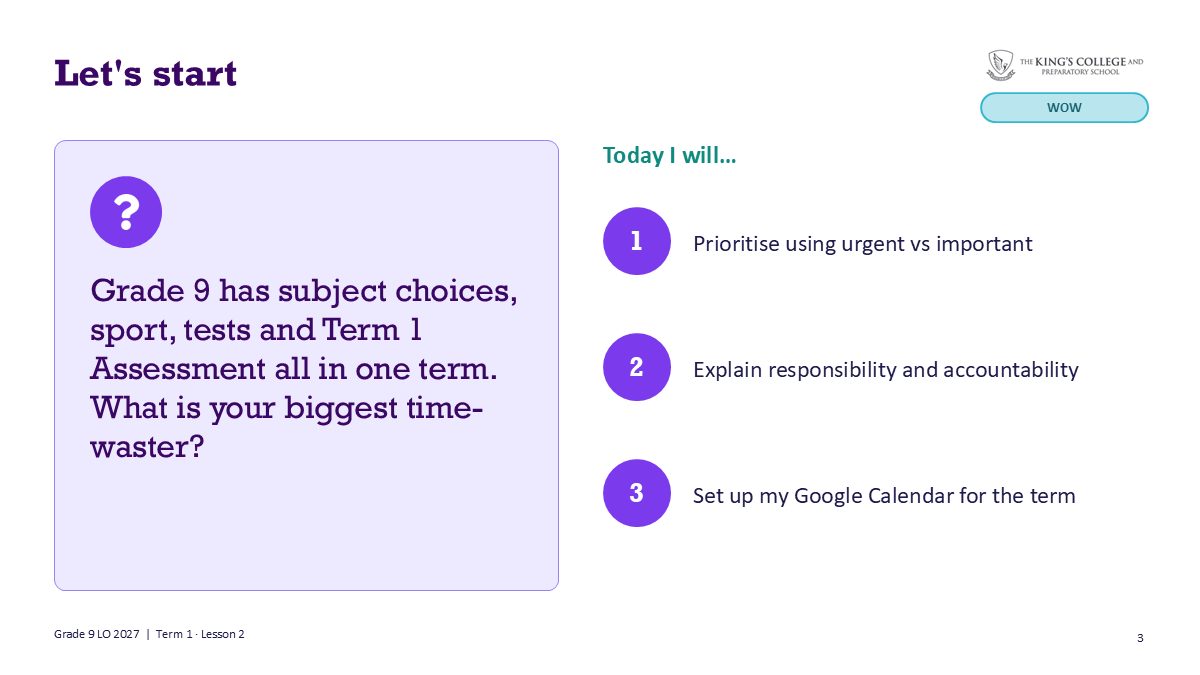 Let's start
THE KING'S COLLEGE AND
PREPARATORY SCHOOL
WOW
?
Grade 9 has subject choices,
sport, tests and Term 1
Assessment all in one term.
What is your biggest time-
waster?
Today I will...
1
Prioritise using urgent vs important
2
Explain responsibility and accountability
3
Set up my Google Calendar for the term
Grade 9 LO 2027 | Term 1 · Lesson 2
3